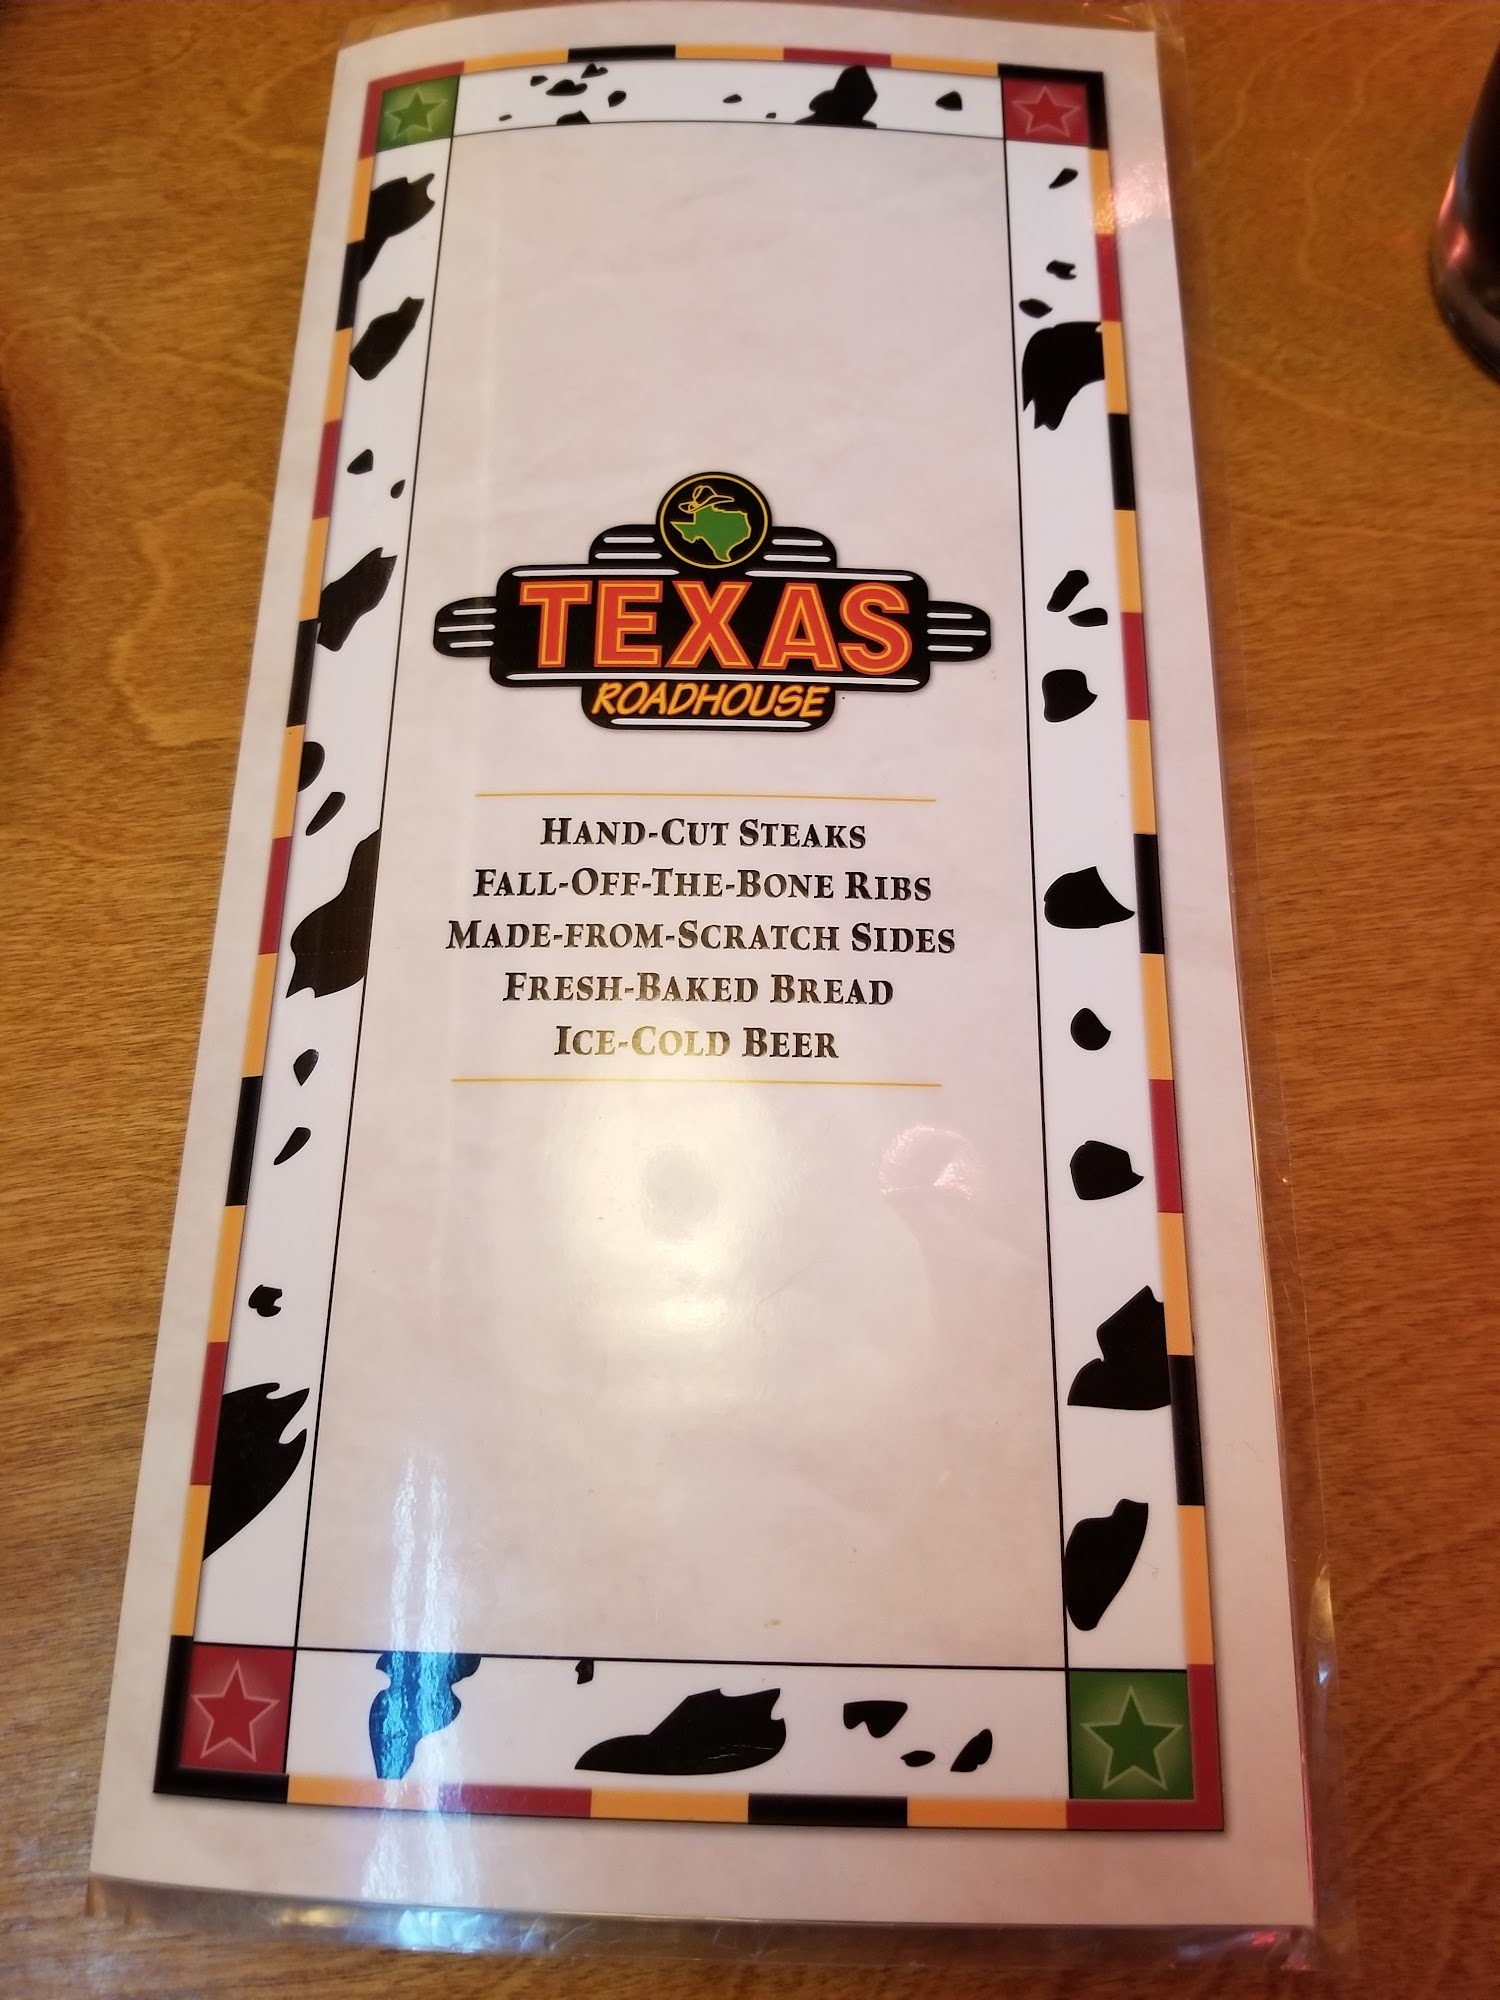 TEXAS
ROADHOUSE
HAND-CUT STEAKS
FALL-OFF-THE-BONE RIBS
MADE-FROM-SCRATCH SIDES
FRESH-BAKED BREAD
ICE-COLD BEER